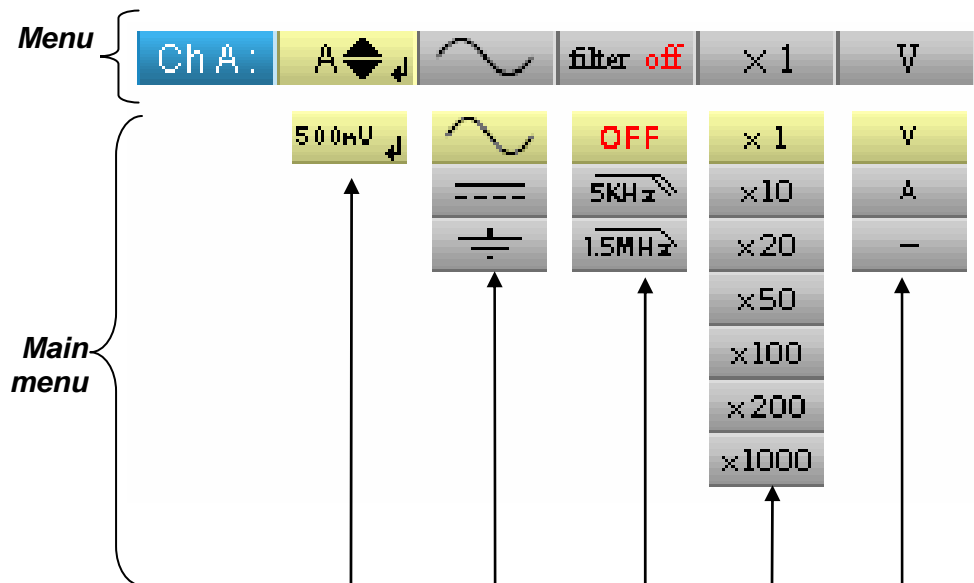 Menu
Ch A: A filter off ×1 V
500mV OFF ×1 V
5KHz ×10 A
1.5MHz ×20 –
×50
Main
menu
×100
×200
×1000